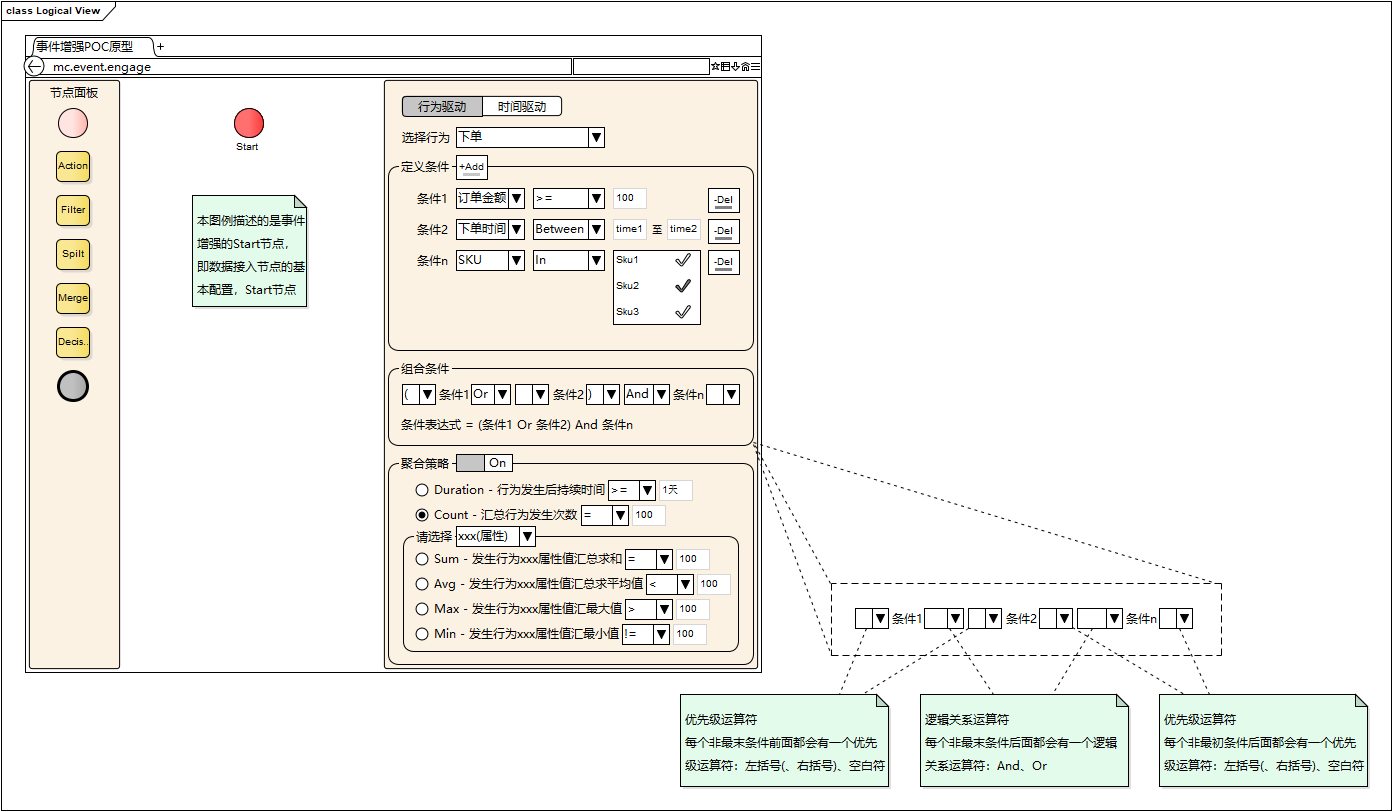 class Logical View
事件增强POC原型
+
mc.event.engage
节点面板
Action
Filter
Spilt
Merge
Decis..
Start
本图例描述的是事件
增强的Start节点，
即数据接入节点的基
本配置，Start节点
行为驱动 时间驱动
选择行为 下单
定义条件 +Add
条件1 订单金额 >= 100 -Del
条件2 下单时间 Between time1 至 time2 -Del
条件n SKU In -Del
Sku1
Sku2
Sku3
组合条件
( 条件1 Or 条件2 ) And 条件n
条件表达式 = (条件1 Or 条件2) And 条件n
聚合策略 On
Duration - 行为发生后持续时间 >= 1天
Count - 汇总行为发生次数 = 100
请选择 xxx(属性)
Sum - 发生行为xxx属性值汇总求和 = 100
Avg - 发生行为xxx属性值汇总求平均值 < 100
Max - 发生行为xxx属性值汇最大值 > 100
Min - 发生行为xxx属性值汇最小值 != 100
条件1 条件2 条件n
优先级运算符
每个非最末条件前面都会有一个优先
级运算符：左括号(、右括号)、空白符
逻辑关系运算符
每个非最末条件后面都会有一个逻辑
关系运算符：And、Or
优先级运算符
每个非最初条件后面都会有一个优先
级运算符：左括号(、右括号)、空白符